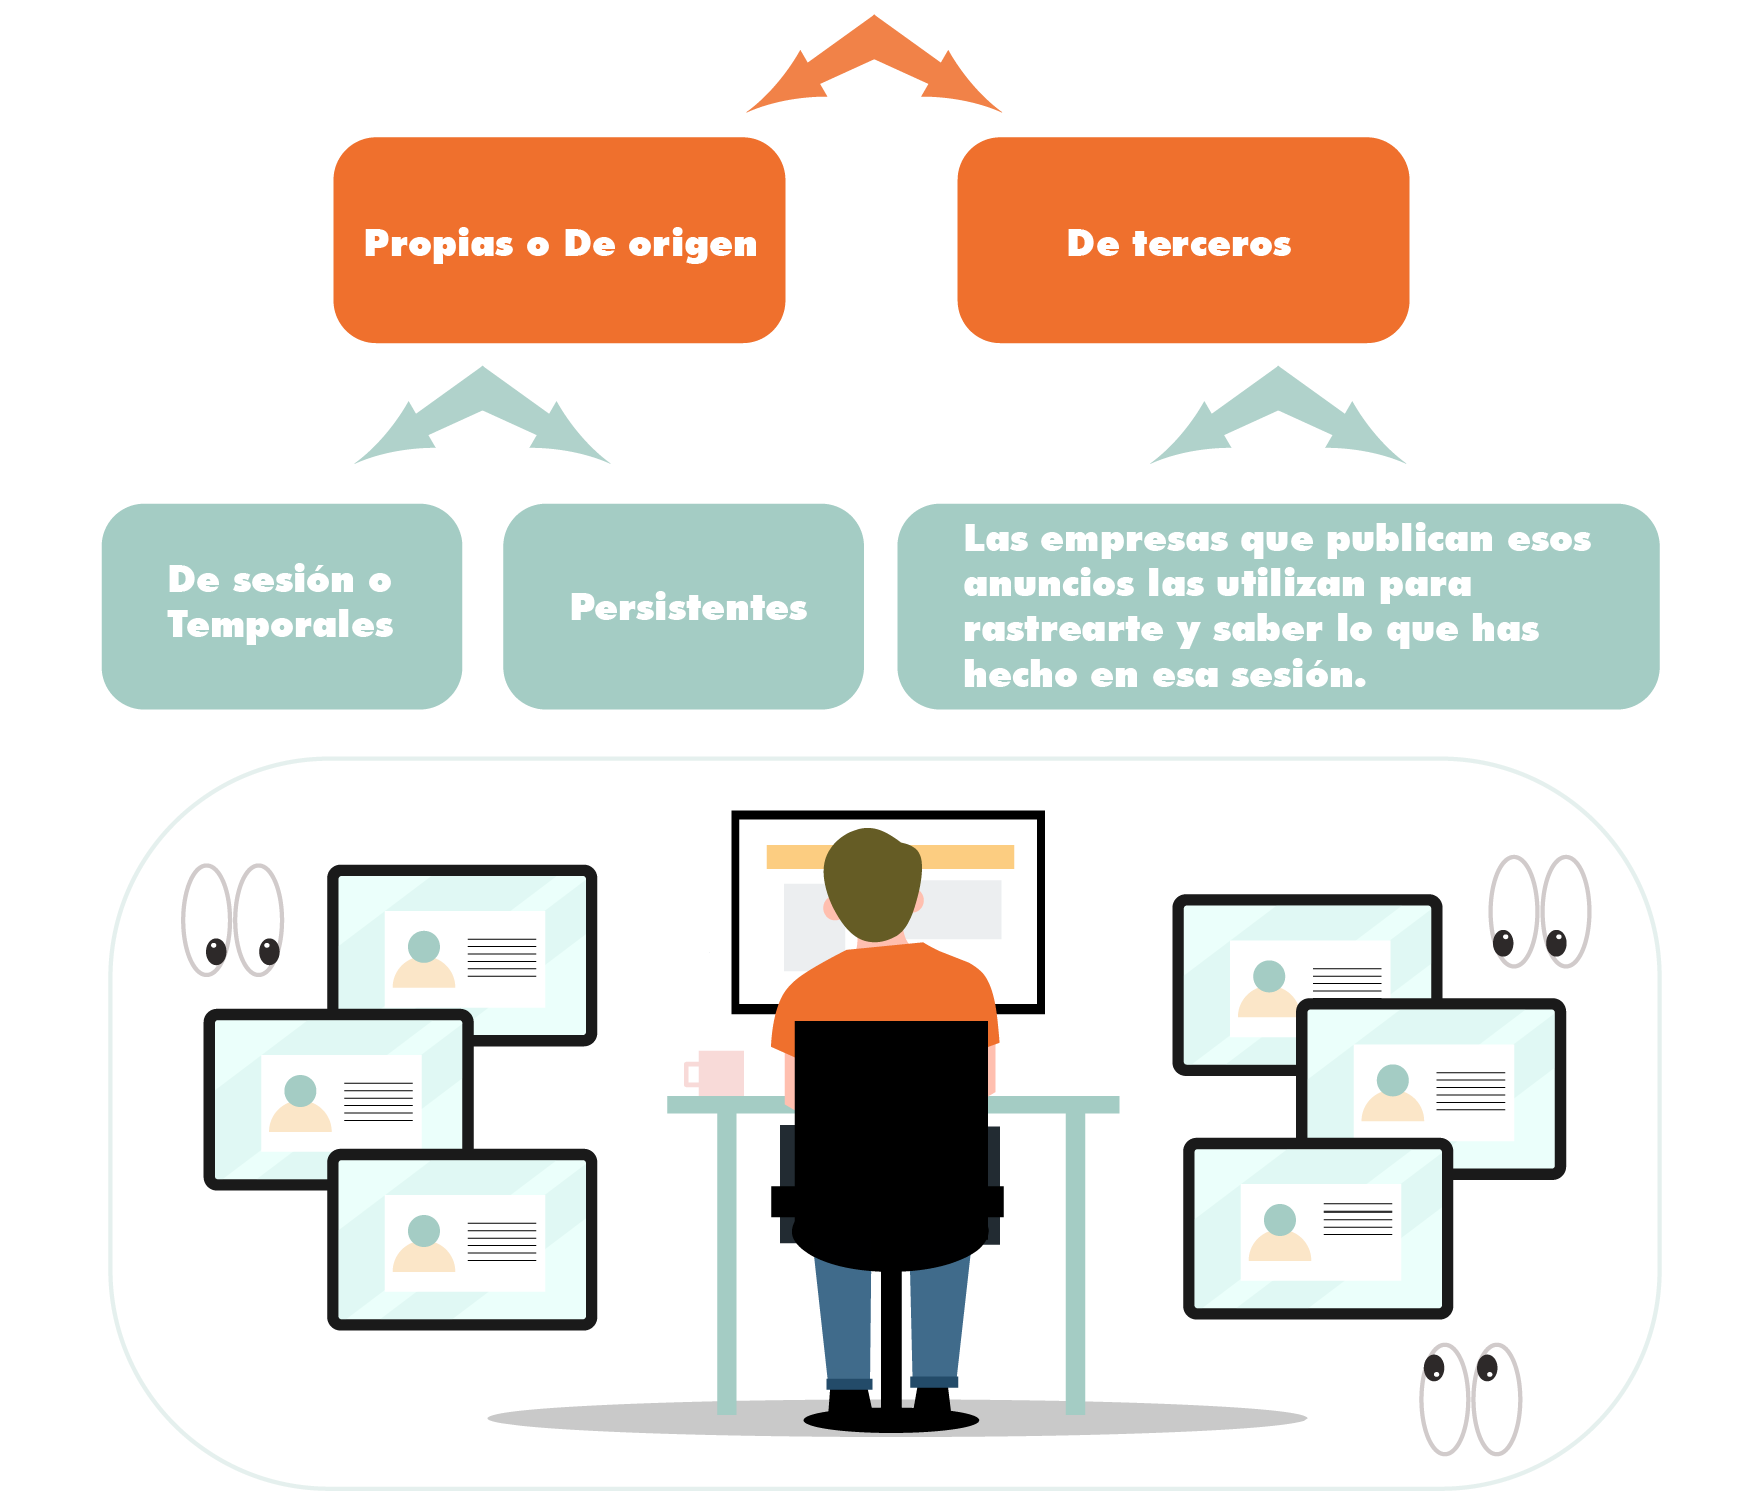 Propias o De origen
De terceros
De sesión o
Temporales
Persistentes
Las empresas que publican esos
anuncios las utilizan para
rastrearte y saber lo que has
hecho en esa sesión.